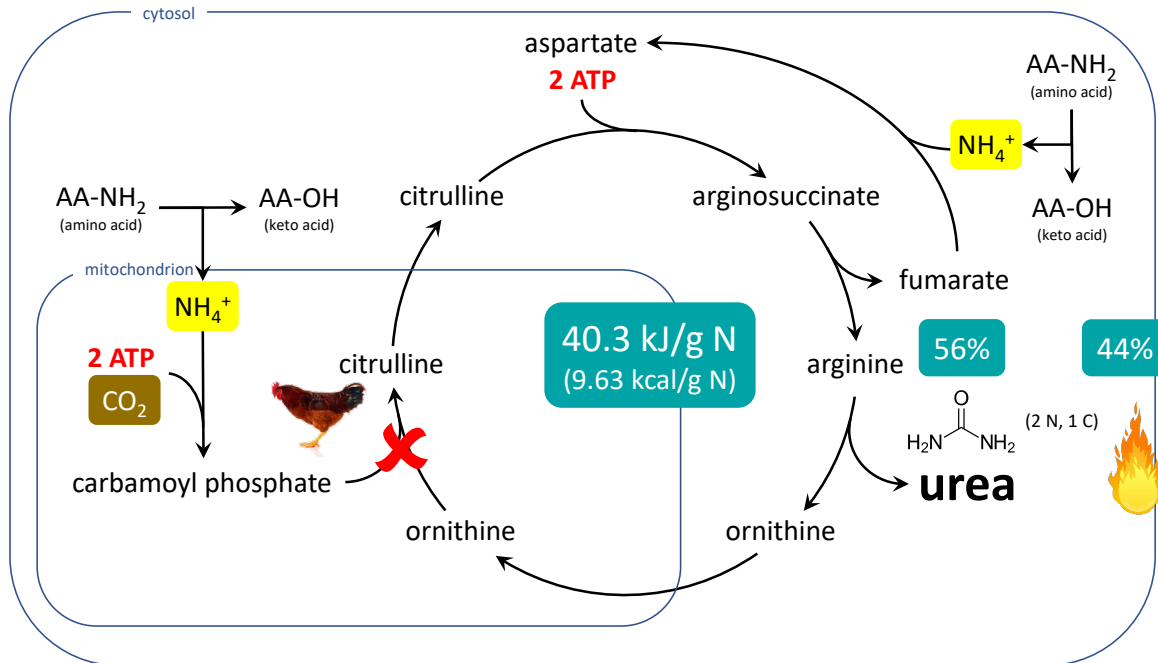 cytosol
aspartate
2 ATP
AA-NH₂
(amino acid)
NH₄⁺
AA-OH
(keto acid)
AA-NH₂
(amino acid)
AA-OH
(keto acid)
citrulline
arginosuccinate
mitochondrion
NH₄⁺
fumarate
2 ATP
CO₂
citrulline
40.3 kJ/g N
(9.63 kcal/g N)
arginine
56%
44%
O
H₂N
NH₂
(2 N, 1 C)
urea
carbamoyl phosphate
ornithine
ornithine